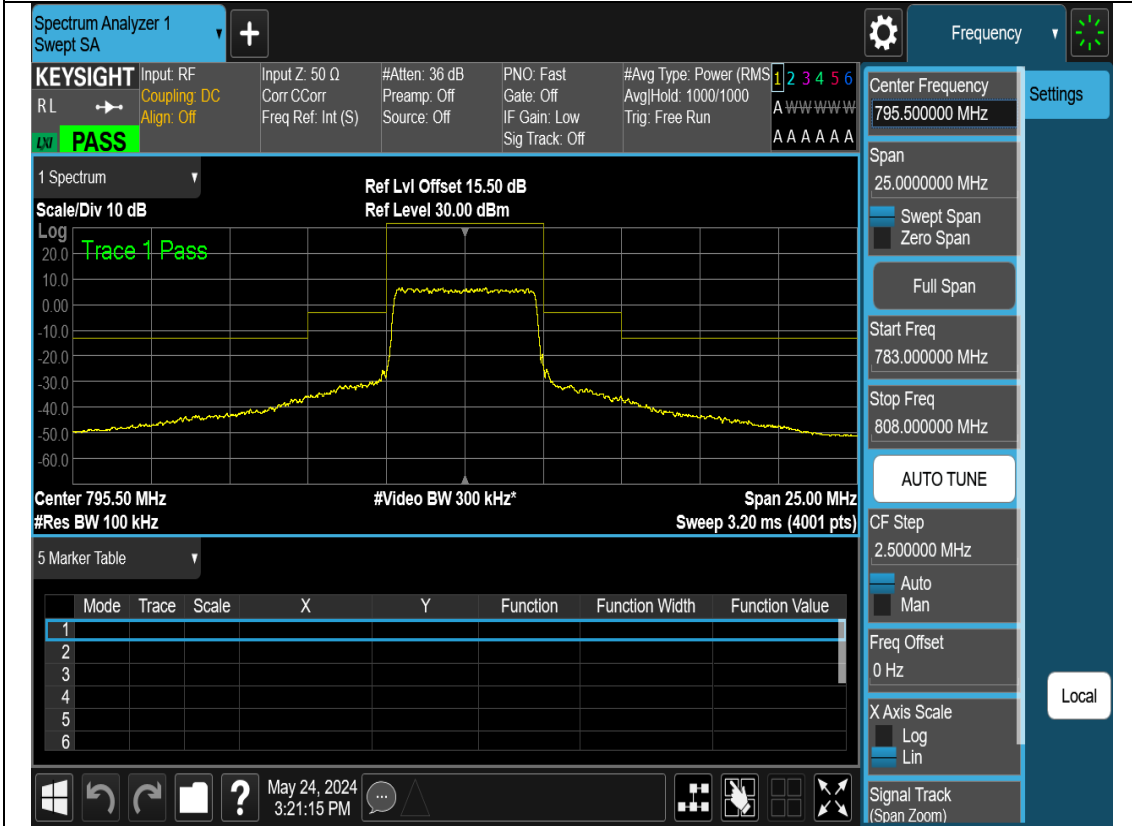 Spectrum Analyzer 1
Swept SA
+
Frequency
KEYSIGHT
R L
LXI
PASS
Input: RF
Coupling: DC
Align: Off
Input Z: 50 Ω
Corr CCorr
Freq Ref: Int (S)
#Atten: 36 dB
Preamp: Off
Source: Off
PNO: Fast
Gate: Off
IF Gain: Low
Sig Track: Off
#Avg Type: Power (RMS
Avg|Hold: 1000/1000
Trig: Free Run
1 2 3 4 5 6
A W W W W W
A A A A A A
1 Spectrum
Ref Lvl Offset 15.50 dB
Scale/Div 10 dB
Ref Level 30.00 dBm
Log
Trace 1 Pass
20.0
10.0
0.00
-10.0
-20.0
-30.0
-40.0
-50.0
-60.0
Center 795.50 MHz
#Video BW 300 kHz*
Span 25.00 MHz
#Res BW 100 kHz
Sweep 3.20 ms (4001 pts)
5 Marker Table
Mode Trace Scale X Y Function Function Width Function Value
1
2
3
4
5
6
?
May 24, 2024
3:21:15 PM
Center Frequency
795.500000 MHz
Settings
Span
25.0000000 MHz
Swept Span
Zero Span
Full Span
Start Freq
783.000000 MHz
Stop Freq
808.000000 MHz
AUTO TUNE
CF Step
2.500000 MHz
Auto
Man
Freq Offset
0 Hz
Local
X Axis Scale
Log
Lin
Signal Track
(Span Zoom)